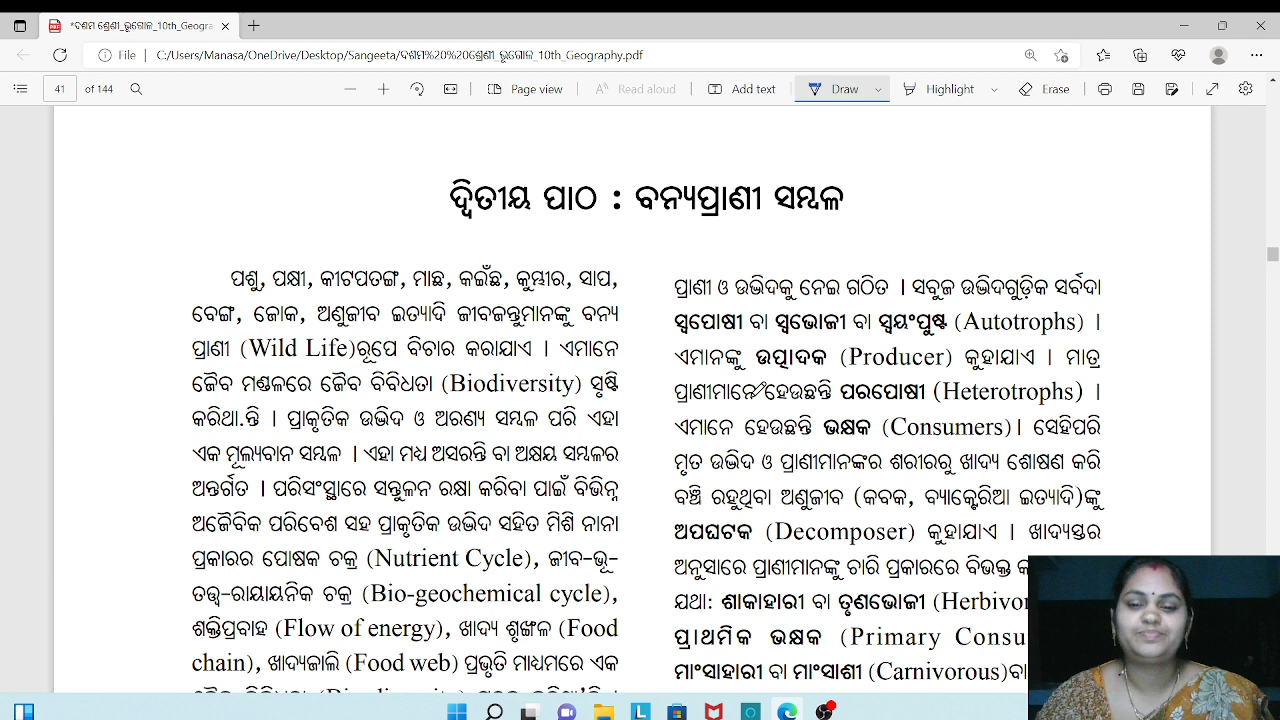 *ଦଶମ ଶ୍ରେଣୀ_ଭୂଗୋଳ_10th_Geogra
File
C:/Users/Manasa/OneDrive/Desktop/Sangeeta/ଦଶମ%20%20ଶ୍ରେଣୀ_ଭୂଗୋଳ_10th_Geography.pdf
41 of 144
Page view
Read aloud
Add text
Draw
Highlight
Erase
ଦ୍ୱିତୀୟ ପାଠ : ବନ୍ୟପ୍ରାଣୀ ସମ୍ବଳ
ପଶୁ, ପକ୍ଷୀ, କୀଟପତଙ୍ଗ, ମାଛ, କଇଁଛ, କୁମ୍ଭୀର, ସାପ,
ବେଙ୍ଗ, ଜୋକ, ଅଣୁଜୀବ ଇତ୍ୟାଦି ଜୀବଜନ୍ତୁମାନଙ୍କୁ ବନ୍ୟ
ପ୍ରାଣୀ (Wild Life)ରୂପେ ବିଚାର କରାଯାଏ । ଏମାନେ
ଜୈବ ମଣ୍ଡଳରେ ଜୈବ ବିବିଧତା (Biodiversity) ସୃଷ୍ଟି
କରିଥା.ନ୍ତି । ପ୍ରାକୃତିକ ଉଦ୍ଭିଦ ଓ ଅରଣ୍ୟ ସମ୍ବଳ ପରି ଏହା
ଏକ ମୂଲ୍ୟବାନ ସମ୍ବଳ । ଏହା ମଧ୍ୟ ଅସରନ୍ତି ବା ଅକ୍ଷୟ ସମ୍ବଳର
ଅନ୍ତର୍ଗତ । ପରିସଂସ୍ଥାରେ ସନ୍ତୁଳନ ରକ୍ଷା କରିବା ପାଇଁ ବିଭିନ୍ନ
ଅଜୈବିକ ପରିବେଶ ସହ ପ୍ରାକୃତିକ ଉଦ୍ଭିଦ ସହିତ ମିଶି ନାନା
ପ୍ରକାରର ପୋଷକ ଚକ୍ର (Nutrient Cycle), ଜୀବ-ଭୂ-
ତତ୍ତ୍ୱ-ରାୟାୟନିକ ଚକ୍ର (Bio-geochemical cycle),
ଶକ୍ତିପ୍ରବାହ (Flow of energy), ଖାଦ୍ୟ ଶୃଙ୍ଖଳ (Food
chain), ଖାଦ୍ୟଜାଲି (Food web) ପ୍ରଭୃତି ମାଧ୍ୟମରେ ଏକ
ପ୍ରାଣୀ ଓ ଉଦ୍ଭିଦକୁ ନେଇ ଗଠିତ । ସବୁଜ ଉଦ୍ଭିଦଗୁଡ଼ିକ ସର୍ବଦା
ସ୍ୱପୋଷୀ ବା ସ୍ୱଭୋଜୀ ବା ସ୍ୱୟଂପୁଷ୍ଟ (Autotrophs) ।
ଏମାନଙ୍କୁ ଉତ୍ପାଦକ (Producer) କୁହାଯାଏ । ମାତ୍ର
ପ୍ରାଣୀମାନେ ହେଉଛନ୍ତି ପରପୋଷୀ (Heterotrophs) ।
ଏମାନେ ହେଉଛନ୍ତି ଭକ୍ଷକ (Consumers)। ସେହିପରି
ମୃତ ଉଦ୍ଭିଦ ଓ ପ୍ରାଣୀମାନଙ୍କର ଶରୀରରୁ ଖାଦ୍ୟ ଶୋଷଣ କରି
ବଞ୍ଚି ରହୁଥିବା ଅଣୁଜୀବ (କବକ, ବ୍ୟାକ୍ଟେରିଆ ଇତ୍ୟାଦି)ଙ୍କୁ
ଅପଘଟକ (Decomposer) କୁହାଯାଏ । ଖାଦ୍ୟସ୍ତର
ଅନୁସାରେ ପ୍ରାଣୀମାନଙ୍କୁ ଚାରି ପ୍ରକାରରେ ବିଭକ୍ତ
ଯଥା: ଶାକାହାରୀ ବା ତୃଣଭୋଜୀ (Herbivor
ପ୍ରାଥମିକ ଭକ୍ଷକ (Primary Consu
ମାଂସାହାରୀ ବା ମାଂସାଶୀ (Carnivorous)ବା